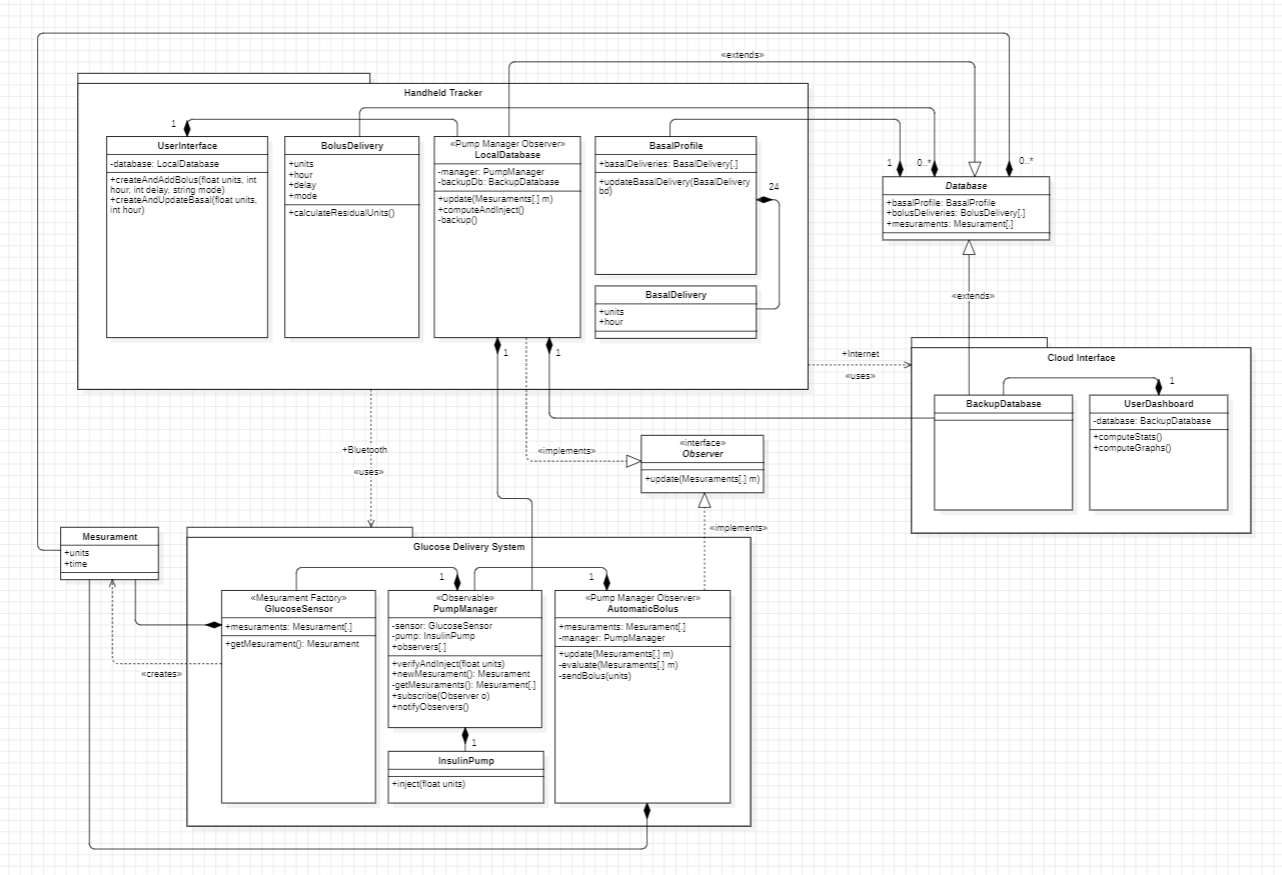 «extends»
Handheld Tracker
1
UserInterface
-database: LocalDatabase
+createAndAddBolus(float units, int
hour, int delay, string mode)
+createAndUpdateBasal(float units,
int hour)
BolusDelivery
+units
+hour
+delay
+mode
+calculateResidualUnits()
«Pump Manager Observer»
LocalDatabase
-manager: PumpManager
-backupDb: BackupDatabase
+update(Mesuraments[.] m)
+computeAndInject()
-backup()
BasalProfile
+basalDeliveries: BasalDelivery[.]
+updateBasalDelivery(BasalDelivery
bd)
24
BasalDelivery
+units
+hour
1
0..*
0..*
Database
+basalProfile: BasalProfile
+bolusDeliveries: BolusDelivery[.]
+mesuraments: Mesurament[.]
«extends»
1
1
+Internet
«uses»
Cloud Interface
1
BackupDatabase
UserDashboard
-database: BackupDatabase
+computeStats()
+computeGraphs()
+Bluetooth
«uses»
«implements»
«interface»
Observer
+update(Mesuraments[.] m)
«implements»
Mesurament
+units
+time
Glucose Delivery System
1
1
«Mesurament Factory»
GlucoseSensor
+mesuraments: Mesurament[.]
+getMesurament(): Mesurament
«creates»
«Observable»
PumpManager
-sensor: GlucoseSensor
-pump: InsulinPump
+observers[.]
+verifyAndInject(float units)
+newMesurament(): Mesurament
-getMesuraments(): Mesurament[.]
+subscribe(Observer o)
+notifyObservers()
1
InsulinPump
+inject(float units)
«Pump Manager Observer»
AutomaticBolus
+mesuraments: Mesurament[.]
-manager: PumpManager
+update(Mesuraments[.] m)
-evaluate(Mesuraments[.] m)
-sendBolus(units)